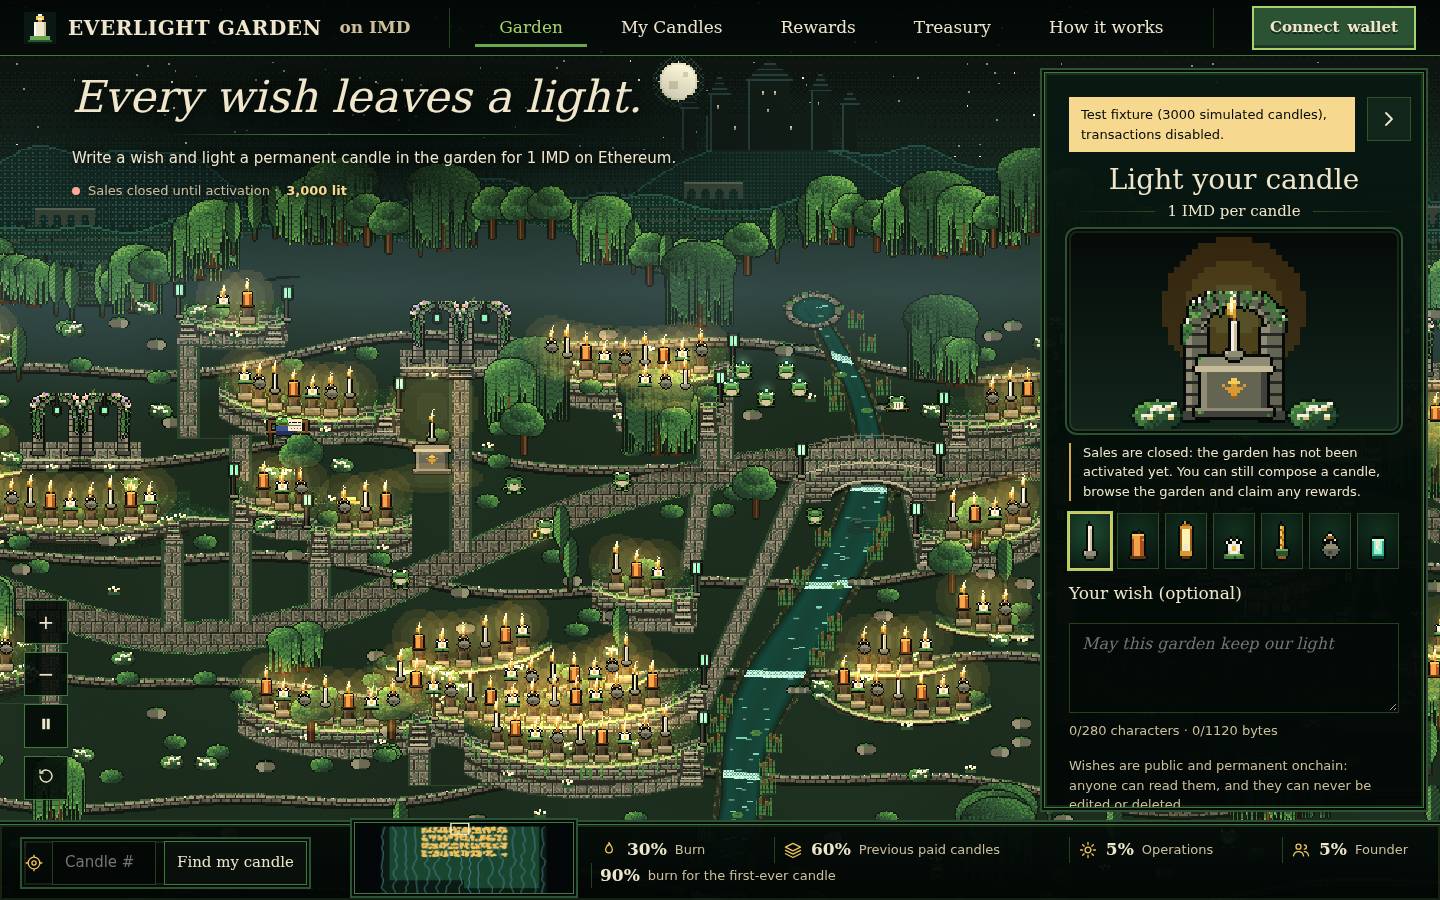 EVERLIGHT GARDEN on IMD
Garden
My Candles
Rewards
Treasury
How it works
Connect wallet
Every wish leaves a light.
Write a wish and light a permanent candle in the garden for 1 IMD on Ethereum.
Sales closed until activation · 3,000 lit
Test fixture (3000 simulated candles),
transactions disabled.
Light your candle
1 IMD per candle
Sales are closed: the garden has not been
activated yet. You can still compose a candle,
browse the garden and claim any rewards.
Your wish (optional)
May this garden keep our light
0/280 characters · 0/1120 bytes
Wishes are public and permanent onchain:
anyone can read them, and they can never be
edited or deleted
Candle #
Find my candle
30% Burn
60% Previous paid candles
5% Operations
5% Founder
90% burn for the first-ever candle